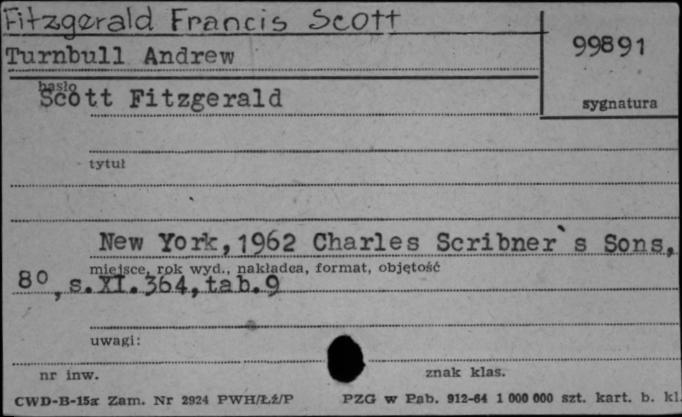 Fitzgerald Francis Scott
Turnbull Andrew
99891
hasło
Scott Fitzgerald
sygnatura
tytuł
New York, 1962 Charles Scribner`s Sons,
miejsce, rok wyd., nakładca, format, objętość
8o, s.XI.364, tab.9
uwagi:
nr inw.
znak klas.
CWD-B-15a Zam. Nr 2924 PWH/Łź/P
PZG w Pab. 912-64 1 000 000 szt. kart. b. kl.